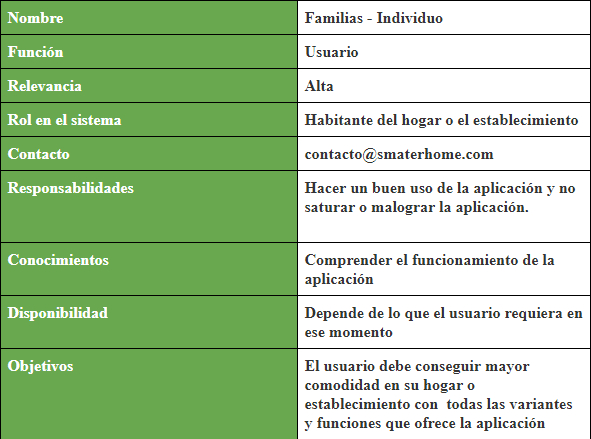 Nombre
Familias - Individuo
Función
Usuario
Relevancia
Alta
Rol en el sistema
Habitante del hogar o el establecimiento
Contacto
contacto@smaterhome.com
Responsabilidades
Hacer un buen uso de la aplicación y no
saturar o malograr la aplicación.
Conocimientos
Comprender el funcionamiento de la
aplicación
Disponibilidad
Depende de lo que el usuario requiera en
ese momento
Objetivos
El usuario debe conseguir mayor
comodidad en su hogar o
establecimiento con  todas las variantes
y funciones que ofrece la aplicación